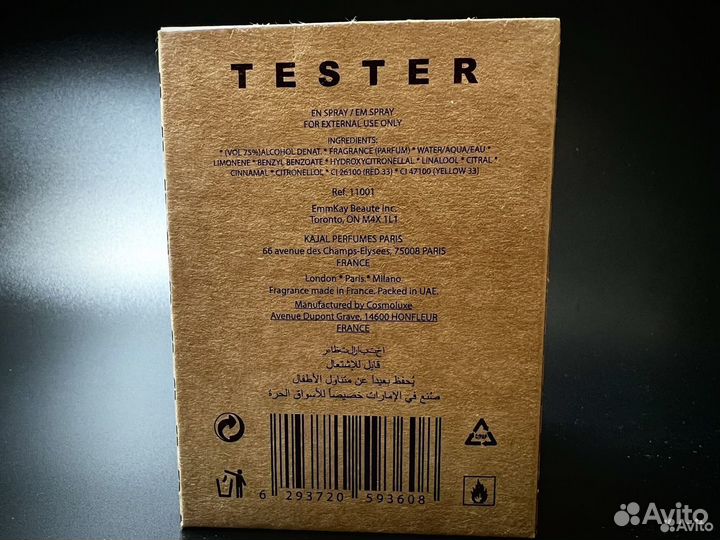 TESTER
EN SPRAY / EM SPRAY
FOR EXTERNAL USE ONLY
INGREDIENTS:
* (VOL 75%)ALCOHOL DENAT. * FRAGRANCE (PARFUM) * WATER/AQUA/EAU *
LIMONENE * BENZYL BENZOATE * HYDROXYCITRONELLAL * LINALOOL * CITRAL *
CINNAMAL * CITRONELLOL * CI 26100 (RED 33) * CI 47100 (YELLOW 33)
Ref. 11001
EmmKay Beaute Inc.
Toronto, ON M4X 1L1
KAJAL PERFUMES PARIS
66 avenue des Champs-Elysees, 75008 PARIS
FRANCE
London * Paris * Milano
Fragrance made in France. Packed in UAE.
Manufactured by Cosmoluxe
Avenue Dupont Grave, 14600 HONFLEUR
FRANCE
قابل للإشتعال
يُحفظ بعيداً عن متناول الأطفال
صنع في الإمارات خصيصاً للأسواق الحرة
6 293720 593608
Avito
Avito